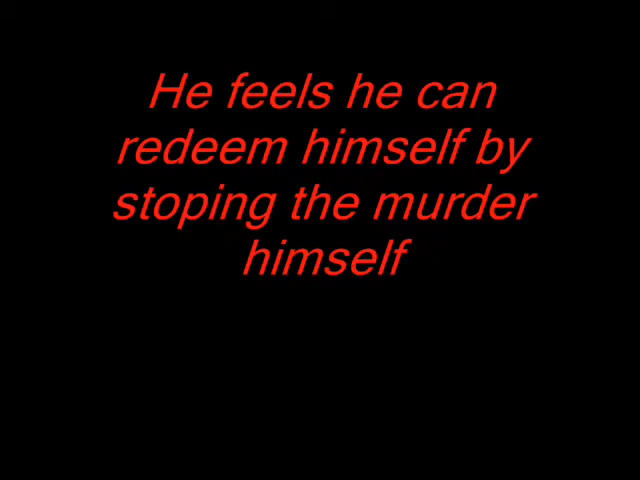 He feels he can
redeem himself by
stoping the murder
himself